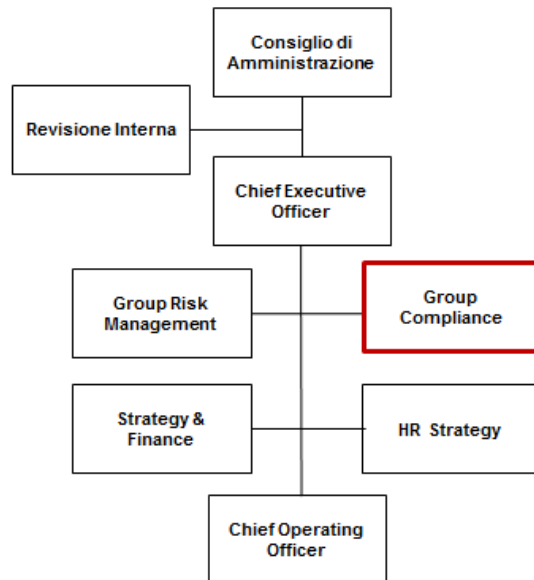 Consiglio di
Amministrazione
Revisione Interna
Chief Executive
Officer
Group Risk
Management
Group
Compliance
Strategy &
Finance
HR Strategy
Chief Operating
Officer